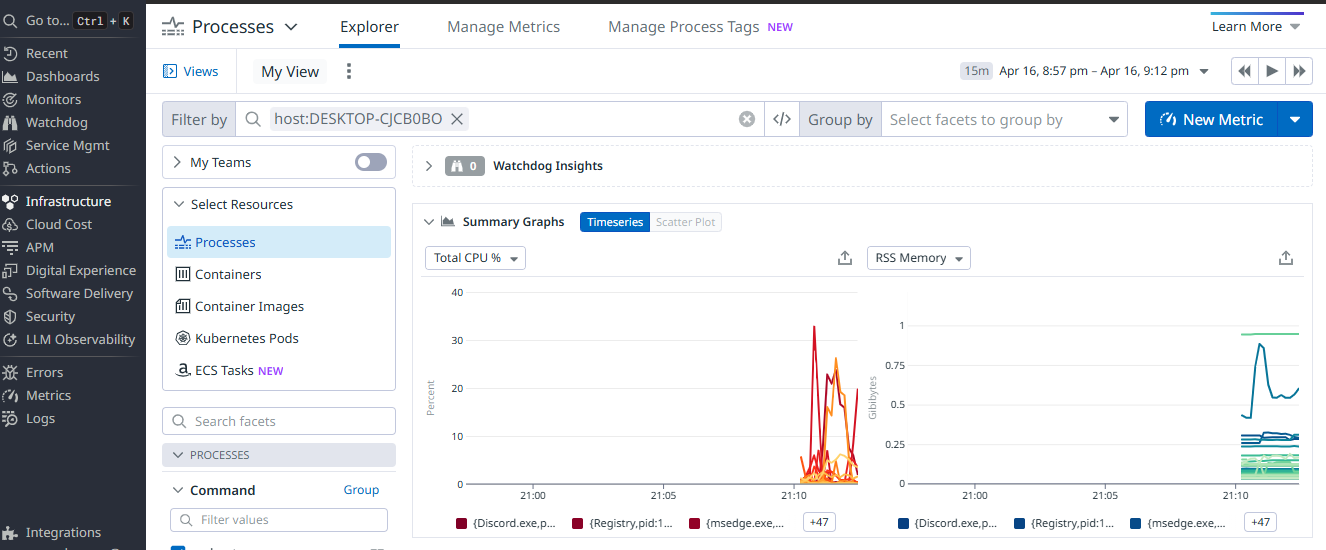 Go to... Ctrl + K
Recent
Dashboards
Monitors
Watchdog
Service Mgmt
Actions
Infrastructure
Cloud Cost
APM
Digital Experience
Software Delivery
Security
LLM Observability
Errors
Metrics
Logs
Integrations
Processes
Explorer
Manage Metrics
Manage Process Tags NEW
Learn More
Views
My View
15m Apr 16, 8:57 pm – Apr 16, 9:12 pm
Filter by
host:DESKTOP-CJCB0BO
</>
Group by
Select facets to group by
New Metric
My Teams
Select Resources
Processes
Containers
Container Images
Kubernetes Pods
ECS Tasks NEW
Search facets
PROCESSES
Command
Group
Filter values
0 Watchdog Insights
Summary Graphs
Timeseries
Scatter Plot
Total CPU %
Percent
40
30
20
10
0
21:00
21:05
21:10
{Discord.exe,p...
{Registry,pid:1...
{msedge.exe,...
+47
RSS Memory
Gibibytes
1
0.75
0.5
0.25
0
21:00
21:05
21:10
{Discord.exe,p...
{Registry,pid:1...
{msedge.exe,...
+47